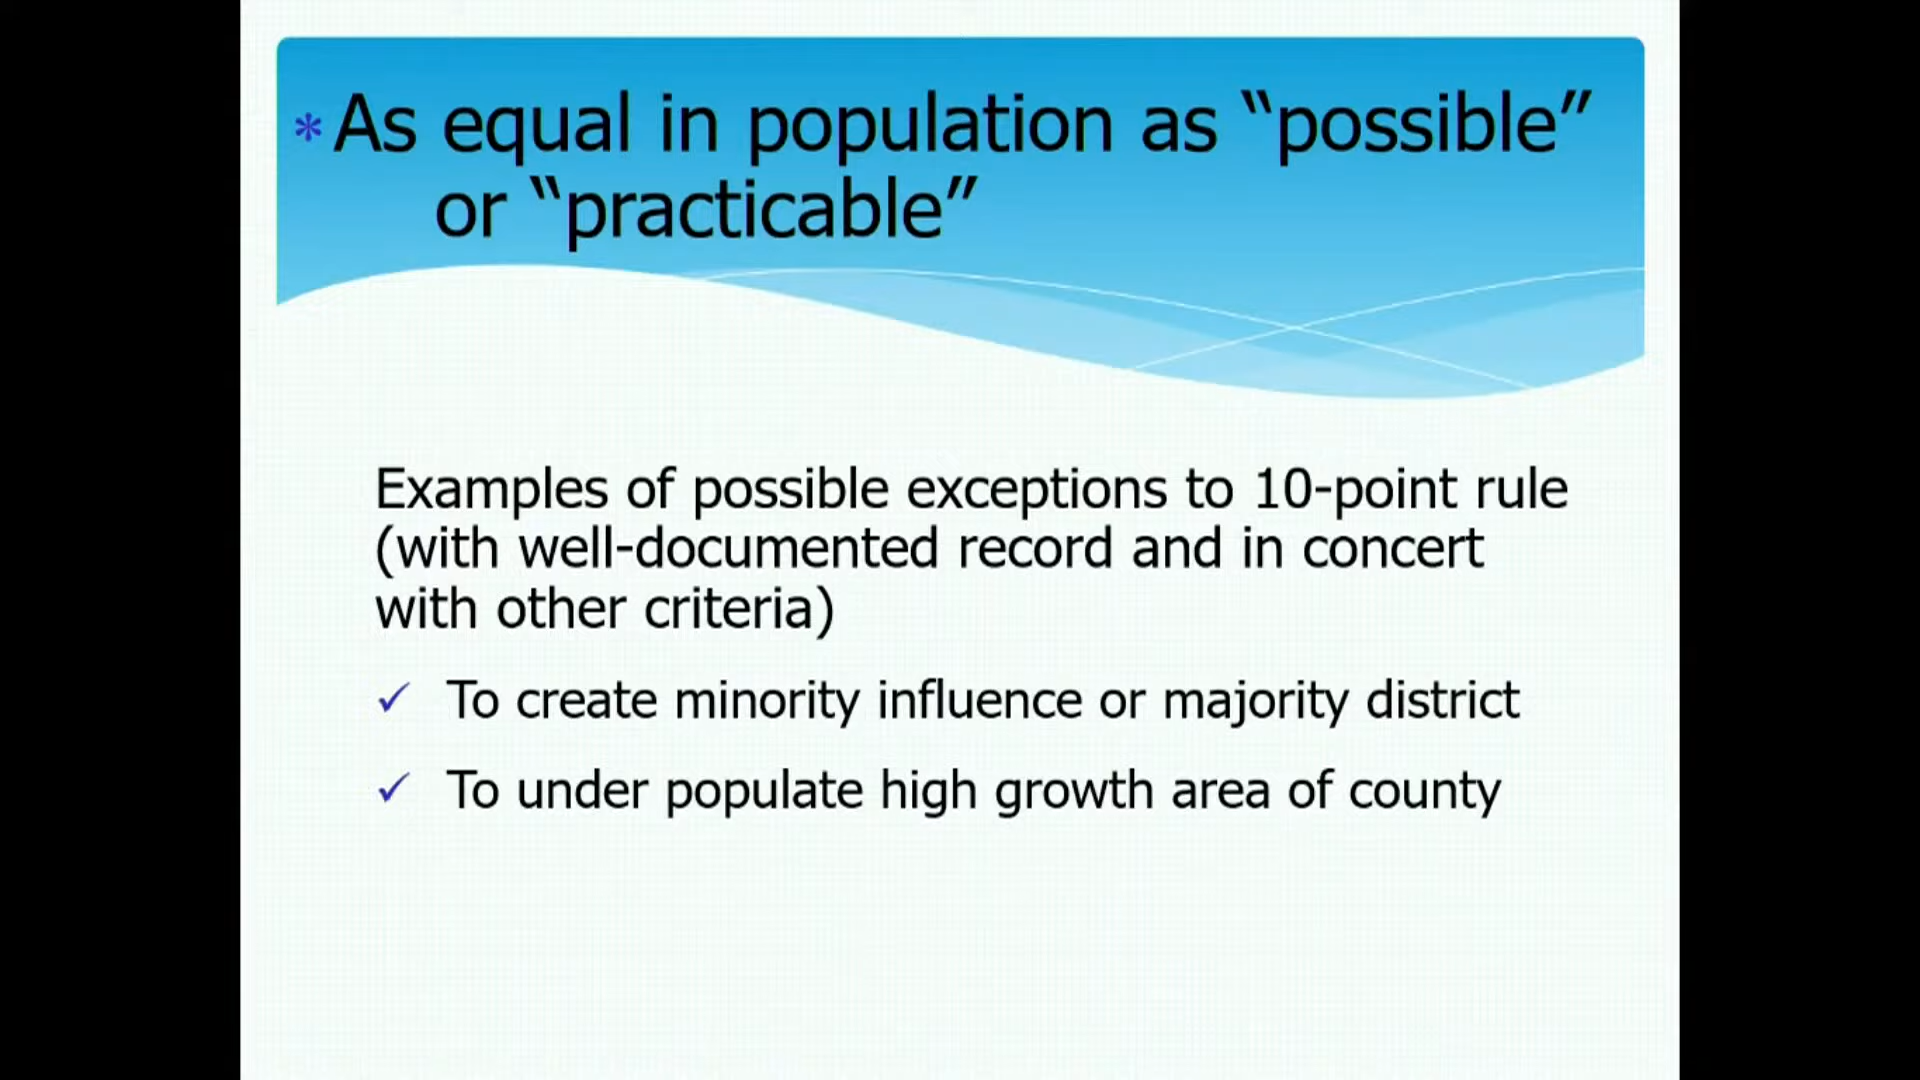 * As equal in population as “possible”
or “practicable”
Examples of possible exceptions to 10-point rule
(with well-documented record and in concert
with other criteria)
✓ To create minority influence or majority district
✓ To under populate high growth area of county